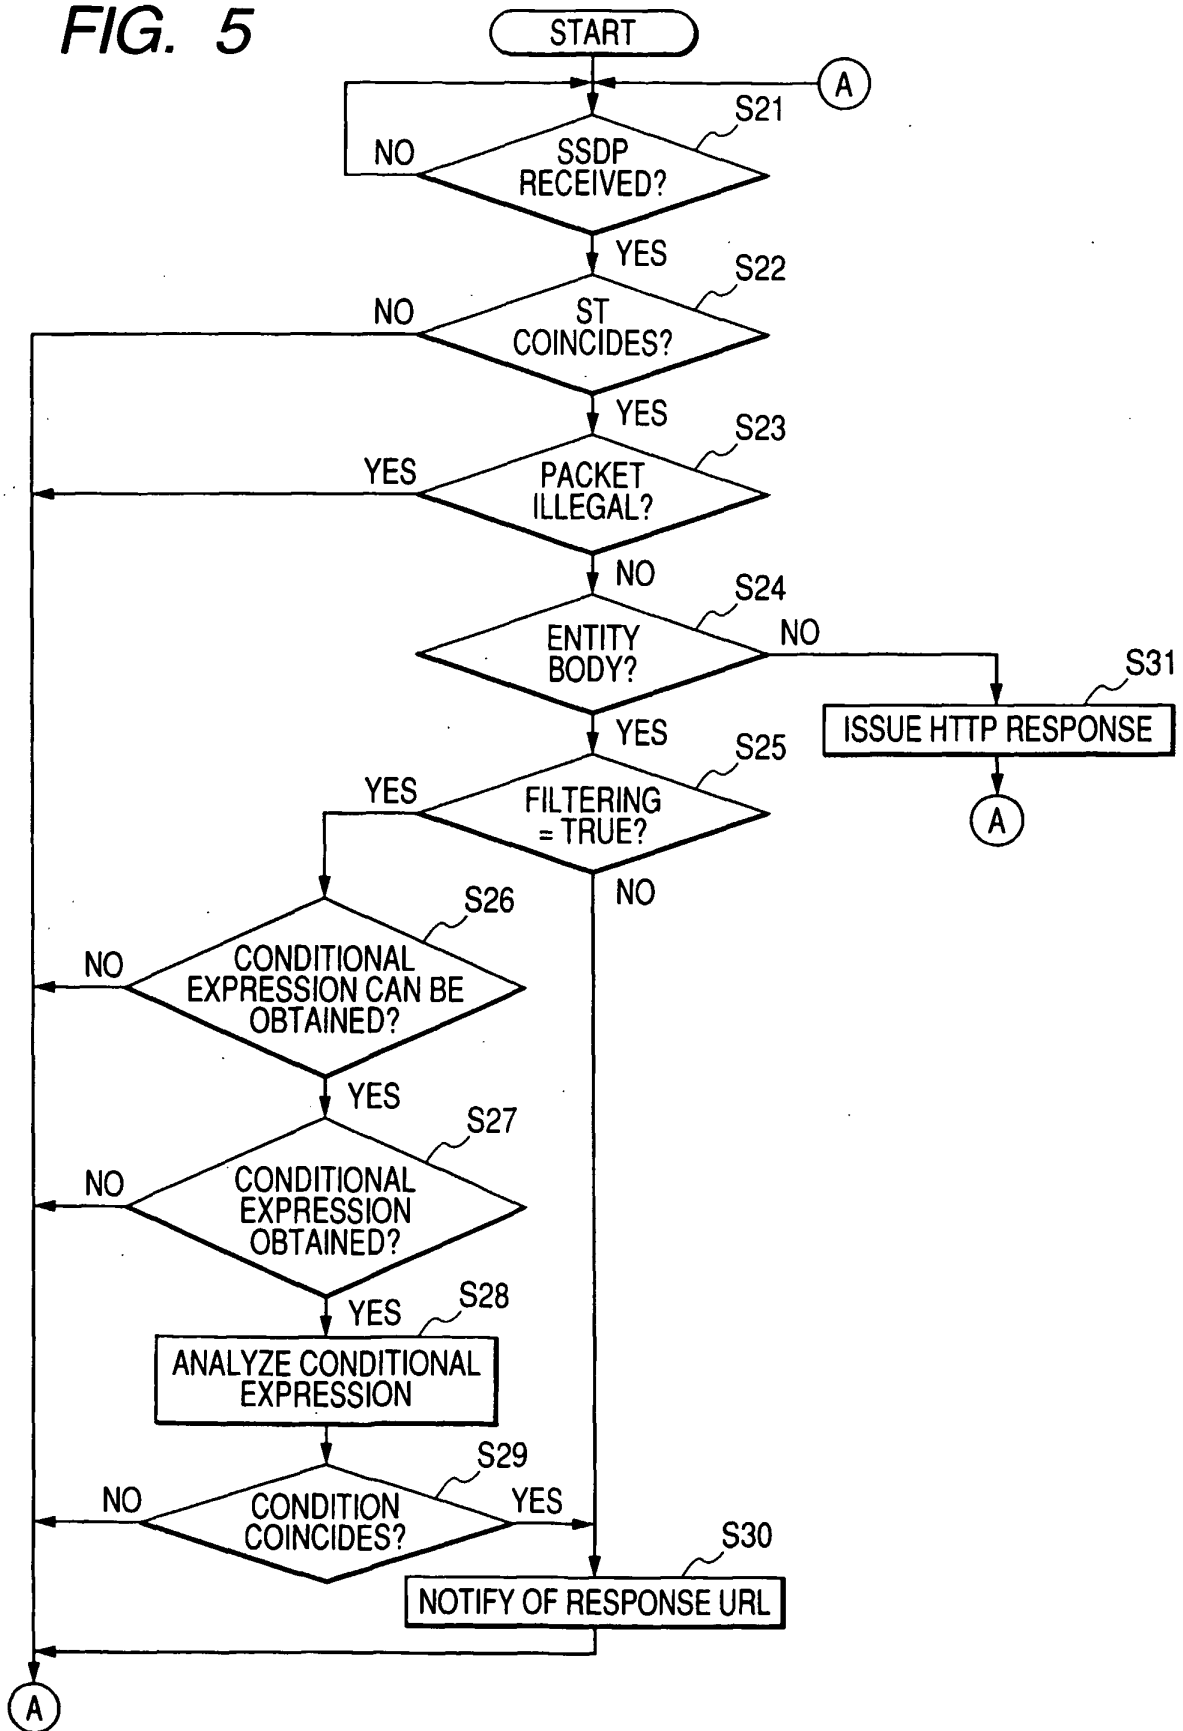 FIG. 5
START
A
S21
NO
SSDP
RECEIVED?
YES
S22
NO
ST
COINCIDES?
YES
S23
YES
PACKET
ILLEGAL?
NO
S24
ENTITY
BODY?
NO
S31
ISSUE HTTP RESPONSE
A
YES
S25
YES
FILTERING
= TRUE?
NO
S26
NO
CONDITIONAL
EXPRESSION CAN BE
OBTAINED?
YES
S27
NO
CONDITIONAL
EXPRESSION
OBTAINED?
YES
S28
ANALYZE CONDITIONAL
EXPRESSION
S29
NO
CONDITION
COINCIDES?
YES
S30
NOTIFY OF RESPONSE URL
A